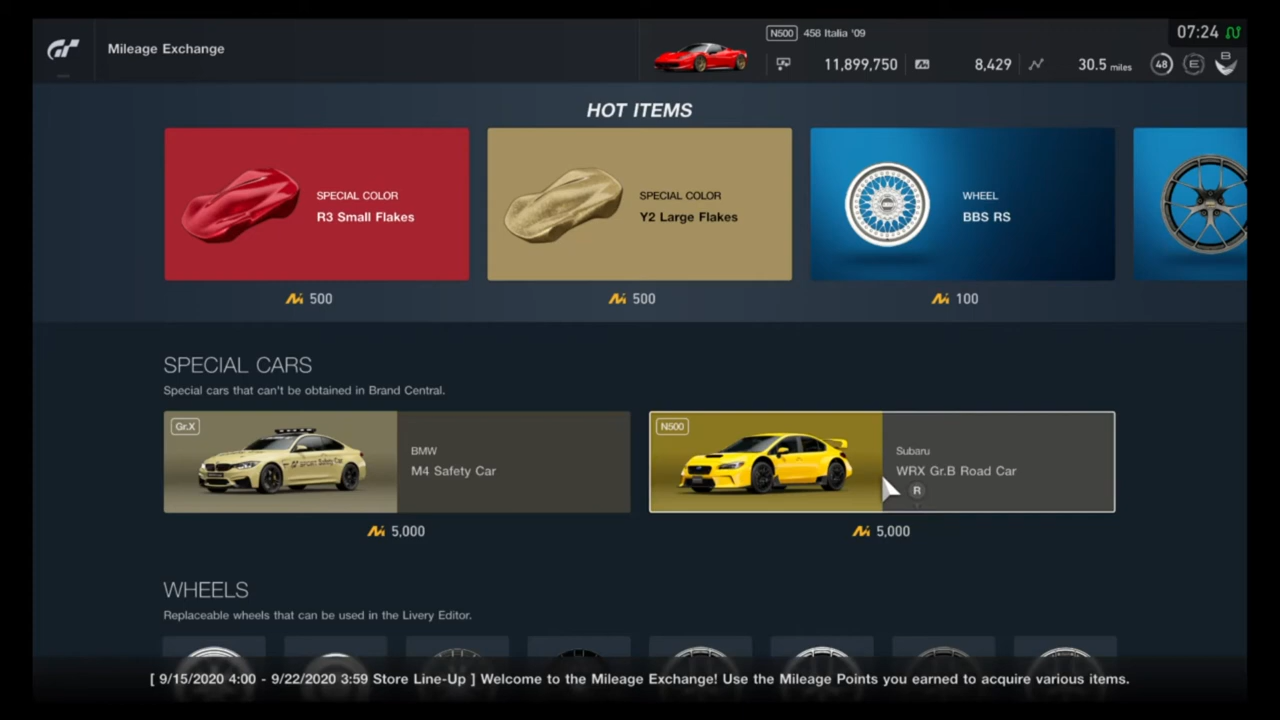 Mileage Exchange
N500 458 Italia '09
11,899,750
8,429
30.5 miles
07:24
48
E
B
HOT ITEMS
SPECIAL COLOR
R3 Small Flakes
500
SPECIAL COLOR
Y2 Large Flakes
500
WHEEL
BBS RS
100
SPECIAL CARS
Special cars that can't be obtained in Brand Central.
Gr.X
BMW
M4 Safety Car
5,000
N500
Subaru
WRX Gr.B Road Car
R
5,000
WHEELS
Replaceable wheels that can be used in the Livery Editor.
[ 9/15/2020 4:00 - 9/22/2020 3:59 Store Line-Up ] Welcome to the Mileage Exchange! Use the Mileage Points you earned to acquire various items.